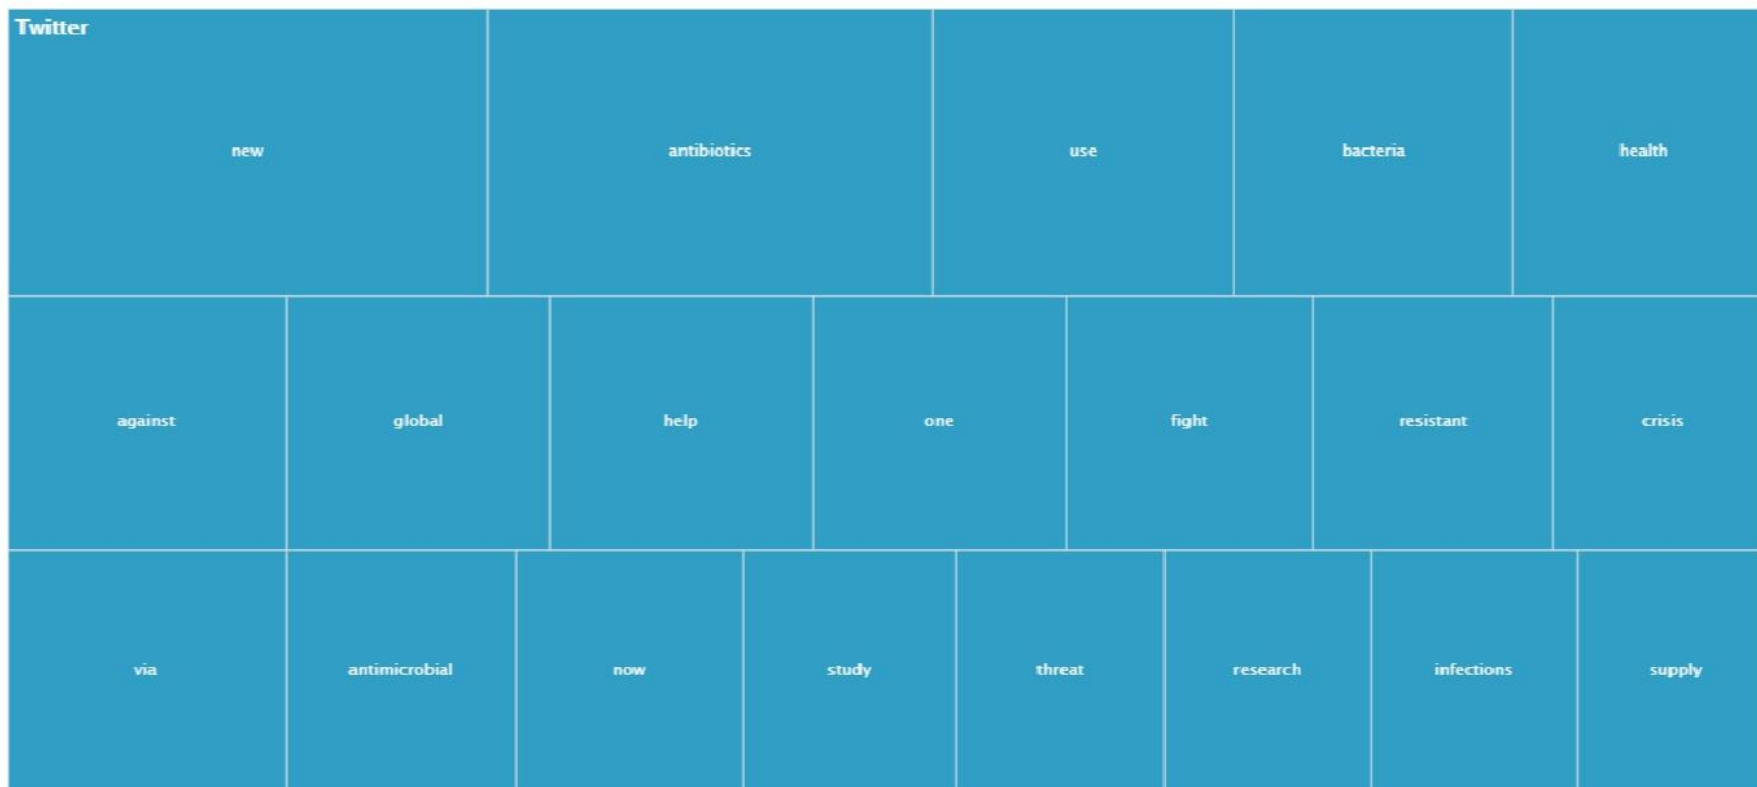 Twitter
new antibiotics use bacteria health
against global help one fight resistant crisis
via antimicrobial now study threat research infections supply